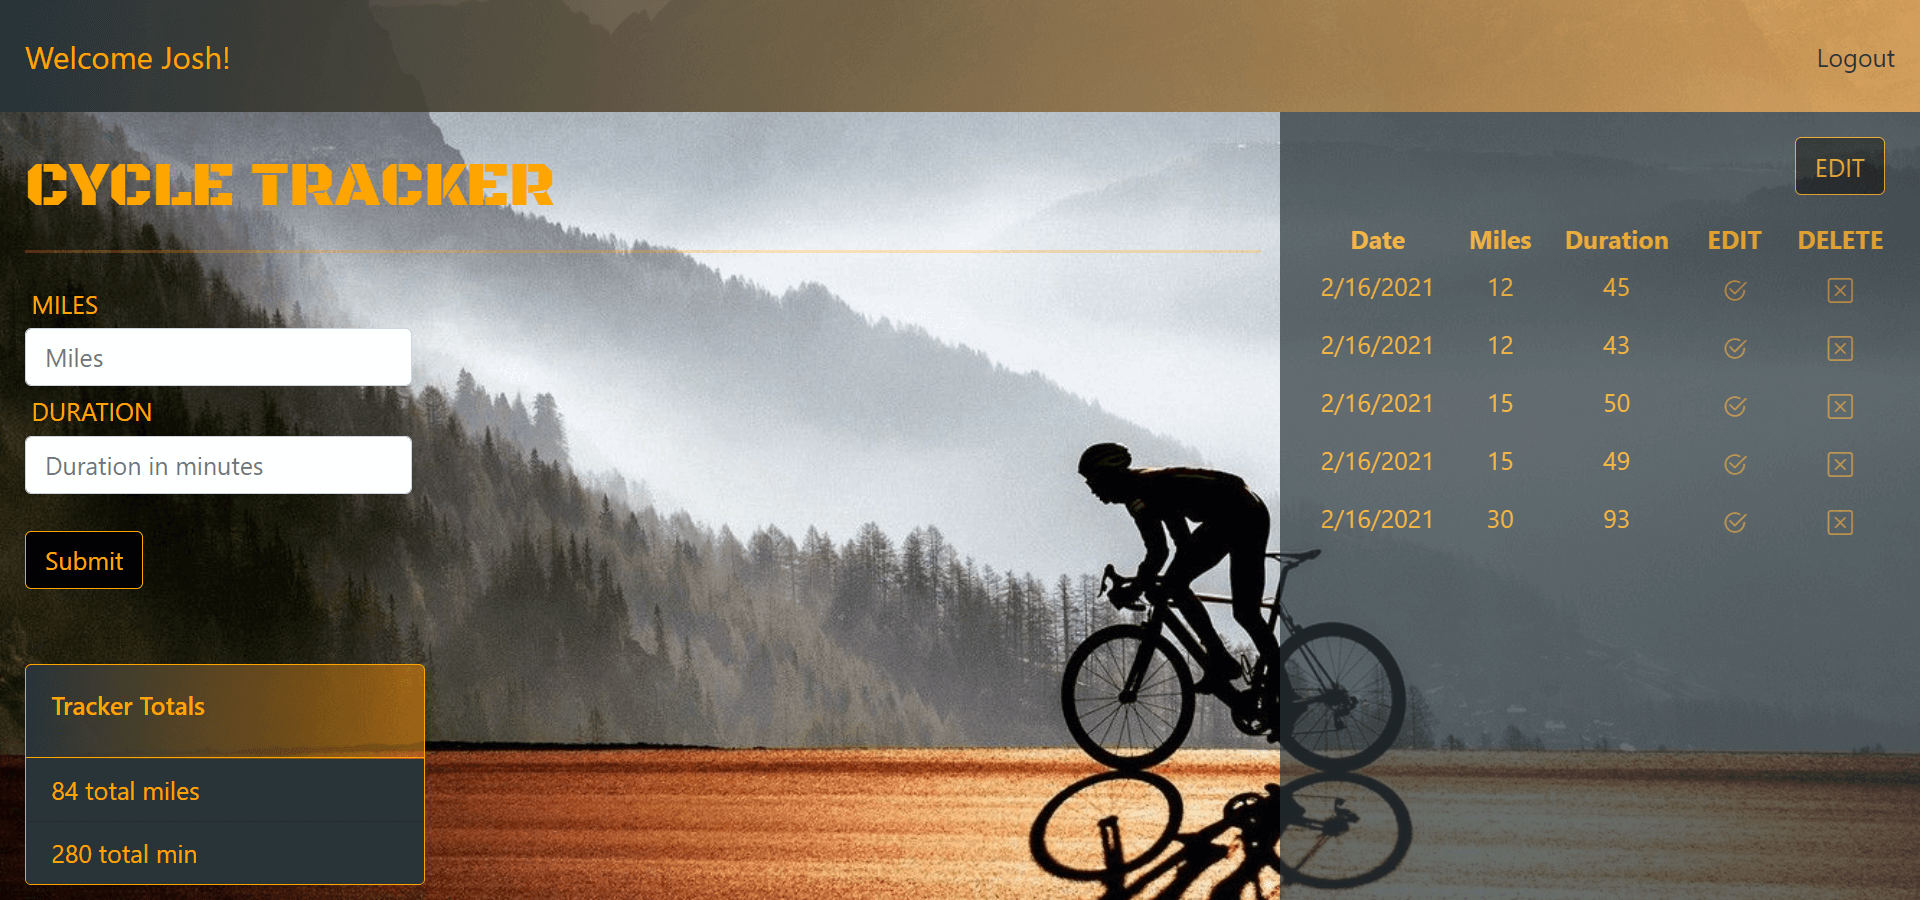 Welcome Josh!
Logout
CYCLE TRACKER
MILES
Miles
DURATION
Duration in minutes
Submit
Tracker Totals
84 total miles
280 total min
EDIT
Date Miles Duration EDIT DELETE
2/16/2021 12 45
2/16/2021 12 43
2/16/2021 15 50
2/16/2021 15 49
2/16/2021 30 93